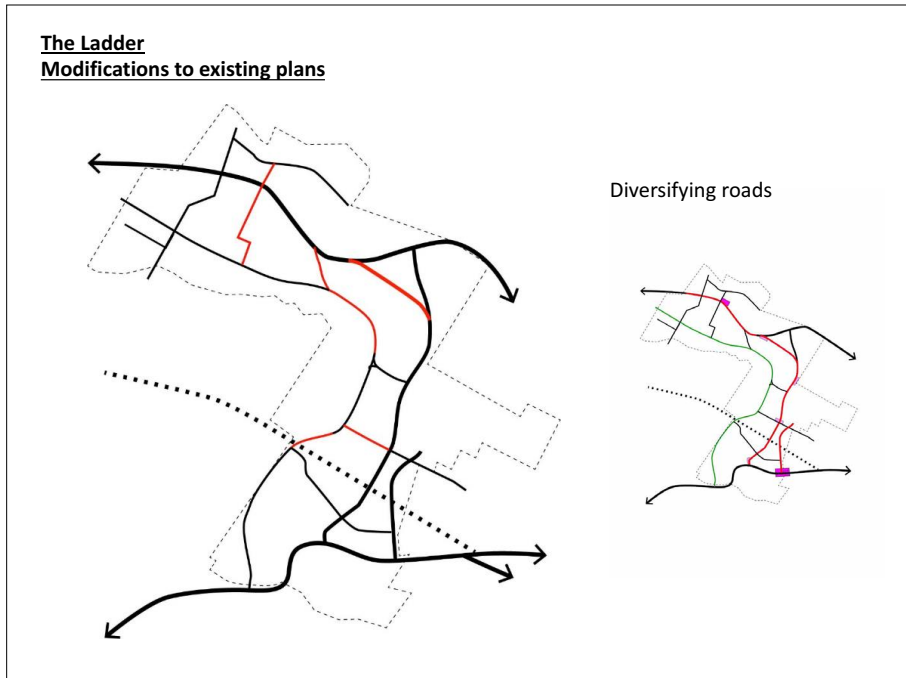 The Ladder
Modifications to existing plans
Diversifying roads